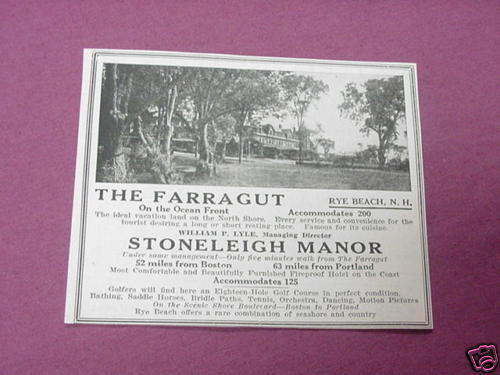 THE FARRAGUT RYE BEACH, N. H.
On the Ocean Front Accommodates 200
The ideal vacation land on the North Shore. Every service and convenience for the
tourist desiring a long or short resting place. Famous for its cuisine.
WILLIAM P. LYLE, Managing Director
STONELEIGH MANOR
Under same management—Only five minutes walk from The Farragut
52 miles from Boston 63 miles from Portland
Most Comfortable and Beautifully Furnished Fireproof Hotel on the Coast
Accommodates 125
Golfers will find here an Eighteen-Hole Golf Course in perfect condition.
Bathing, Saddle Horses, Bridle Paths, Tennis, Orchestra, Dancing, Motion Pictures
On the Scenic Shore Boulevard—Boston to Portland
Rye Beach offers a rare combination of seashore and country